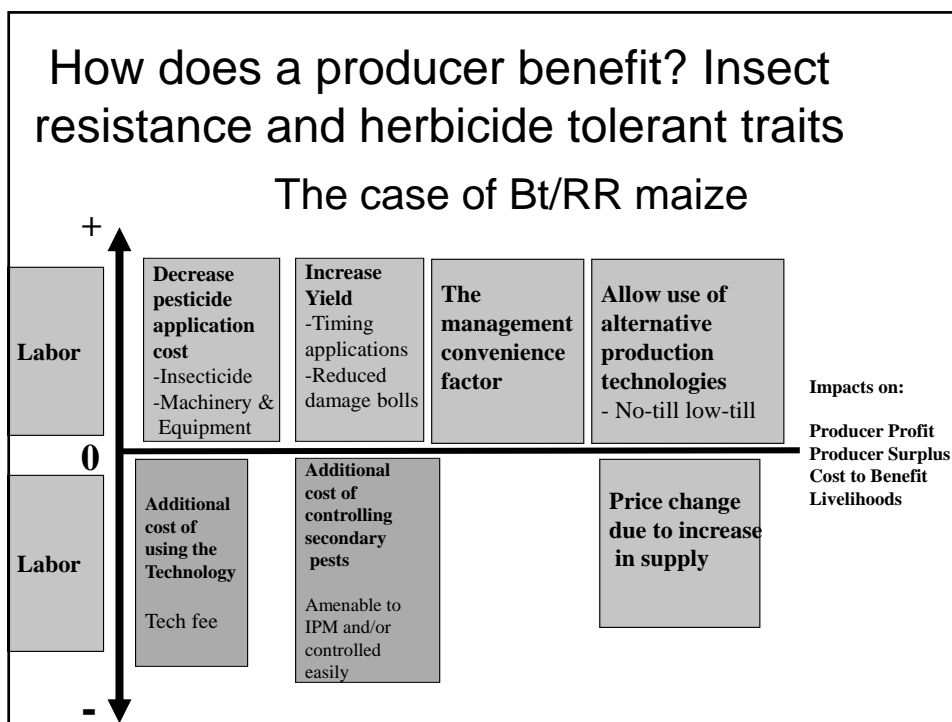 How does a producer benefit? Insect
resistance and herbicide tolerant traits
The case of Bt/RR maize
+
Labor
Decrease
pesticide
application
cost
-Insecticide
-Machinery &
Equipment
Increase
Yield
-Timing
applications
-Reduced
damage bolls
The
management
convenience
factor
Allow use of
alternative
production
technologies
- No-till low-till
Impacts on:
Producer Profit
Producer Surplus
Cost to Benefit
Livelihoods
0
Labor
Additional
cost of
using the
Technology
Tech fee
Additional
cost of
controlling
secondary
pests
Amenable to
IPM and/or
controlled
easily
Price change
due to increase
in supply
-